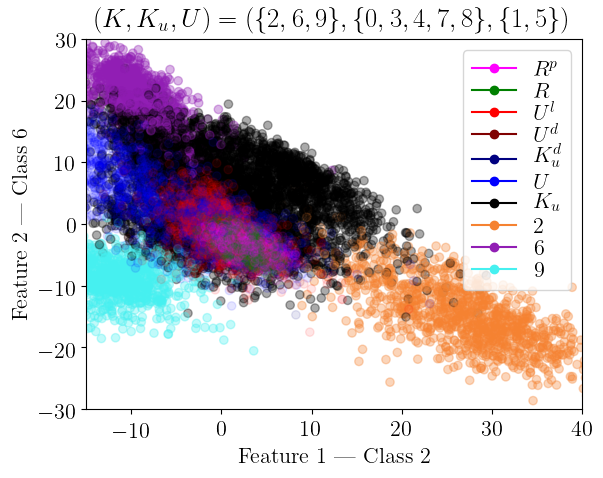 (K, K_u, U) = ({2, 6, 9}, {0, 3, 4, 7, 8}, {1, 5})
30
20
10
0
−10
−20
−30
Feature 2 — Class 6
R^p
R
U^l
U^d
K_u^d
U
K_u
2
6
9
−10
0
10
20
30
40
Feature 1 — Class 2